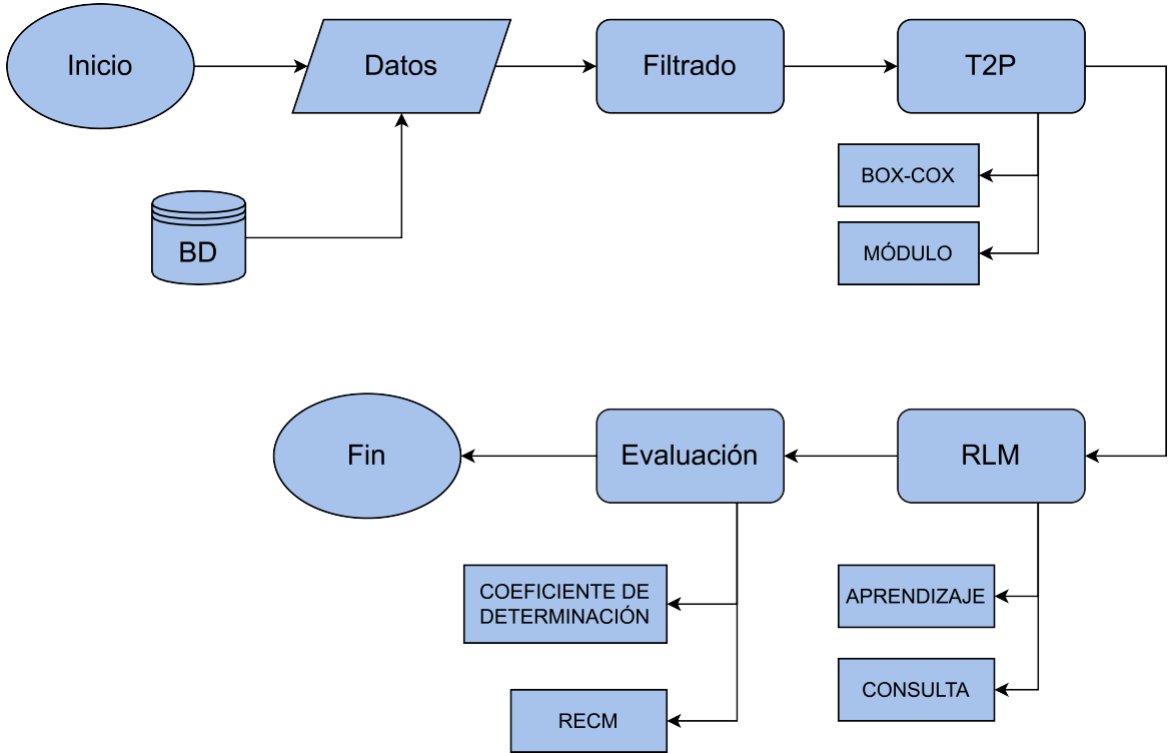 Inicio
Datos
Filtrado
T2P
BD
BOX-COX
MÓDULO
Fin
Evaluación
RLM
COEFICIENTE DE
DETERMINACIÓN
RECM
APRENDIZAJE
CONSULTA